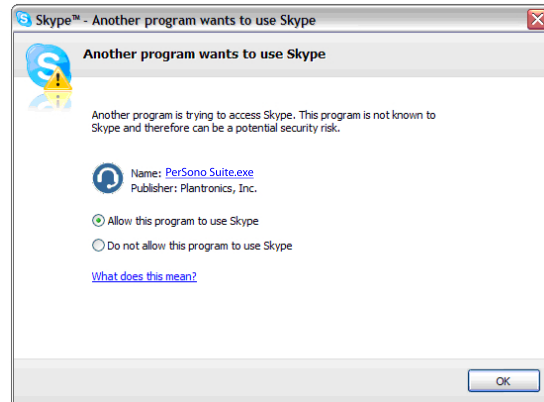 Skype™ - Another program wants to use Skype
Another program wants to use Skype
Another program is trying to access Skype. This program is not known to
Skype and therefore can be a potential security risk.
Name: PerSono Suite.exe
Publisher: Plantronics, Inc.
Allow this program to use Skype
Do not allow this program to use Skype
What does this mean?
OK